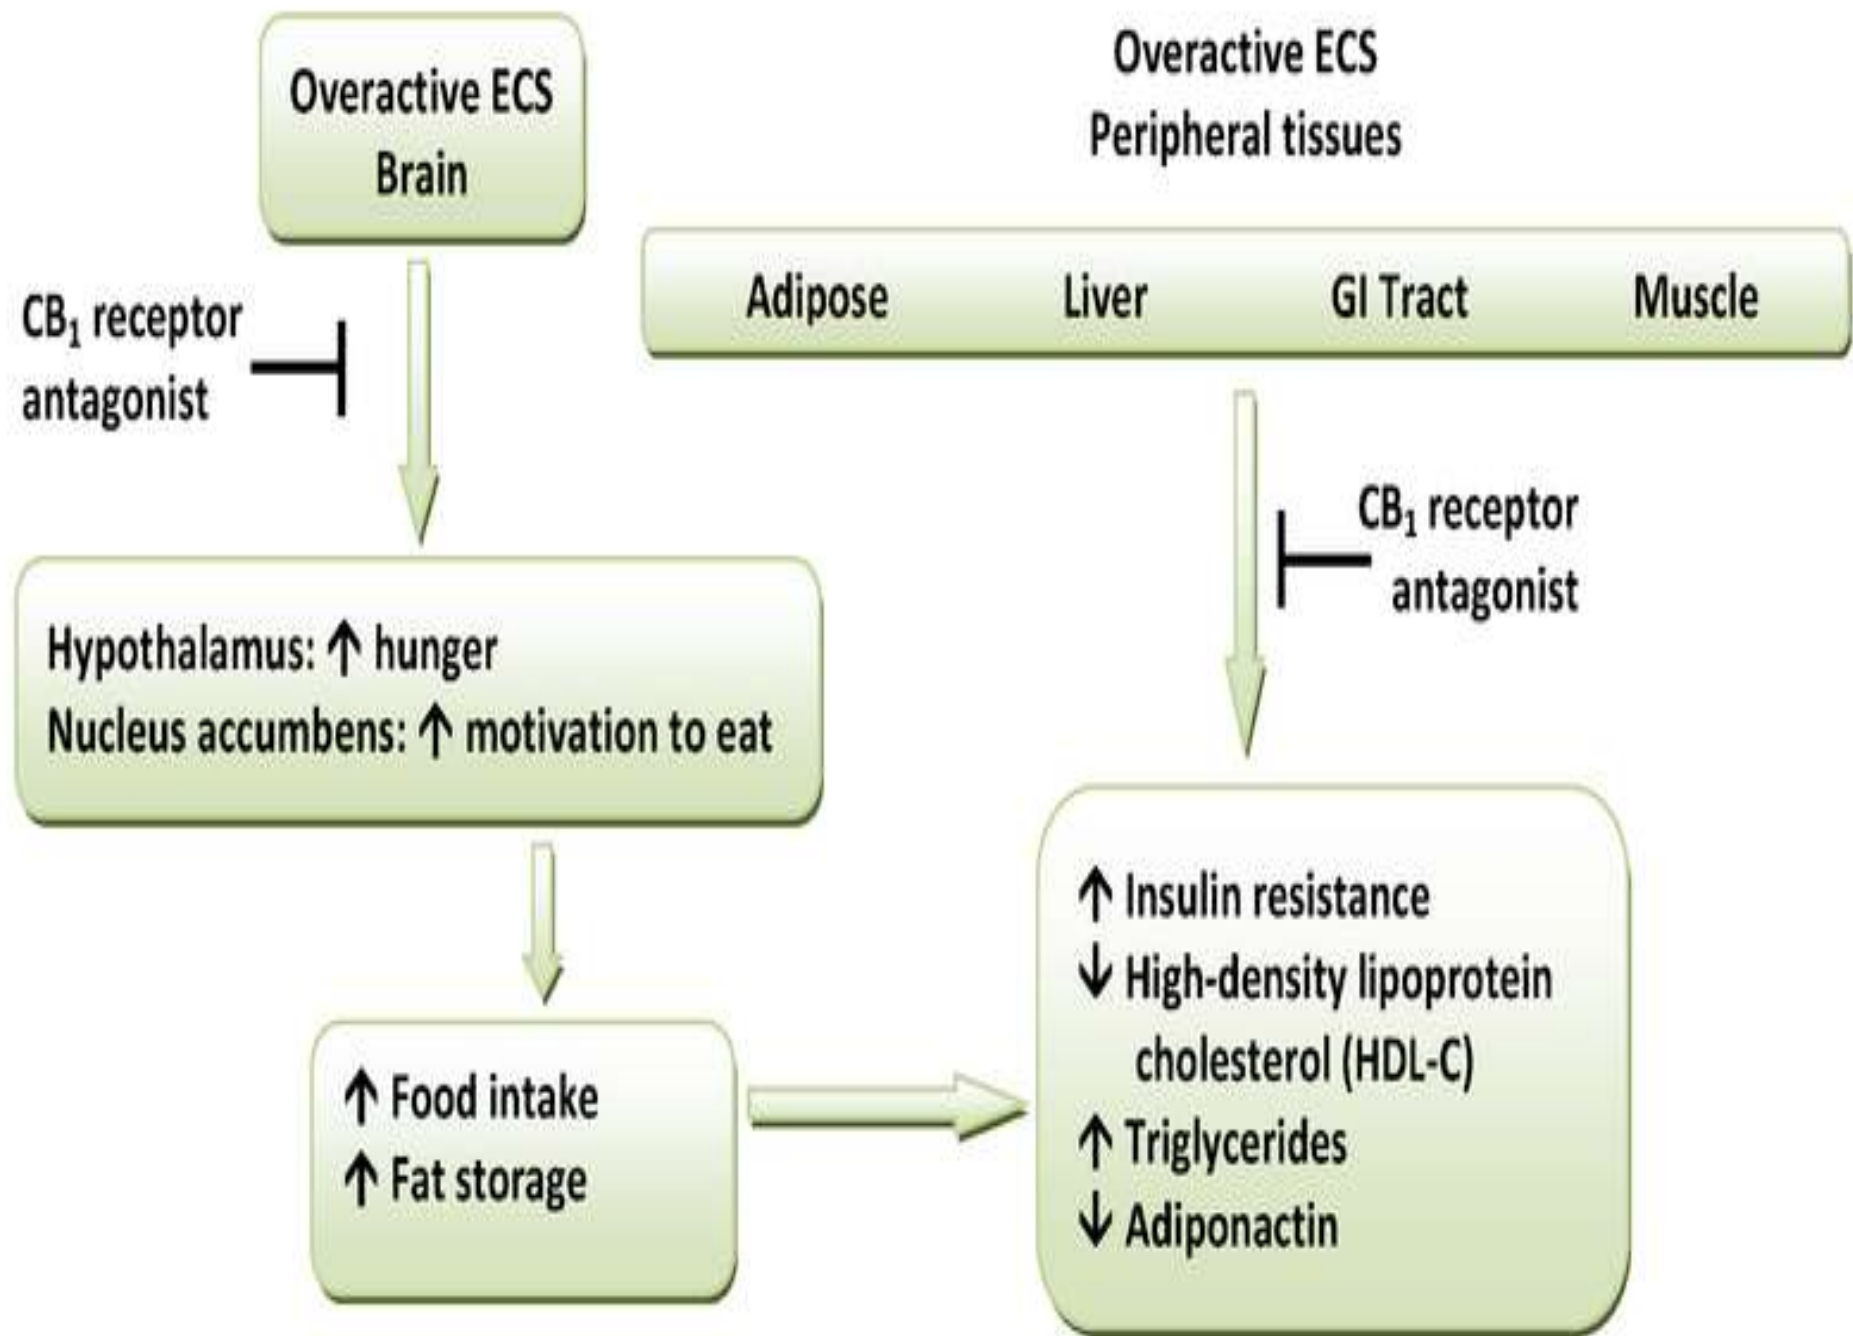 Overactive ECS
Brain
Overactive ECS
Peripheral tissues
Adipose Liver GI Tract Muscle
CB₁ receptor
antagonist
CB₁ receptor
antagonist
Hypothalamus: ↑ hunger
Nucleus accumbens: ↑ motivation to eat
↑ Food intake
↑ Fat storage
↑ Insulin resistance
↓ High-density lipoprotein
cholesterol (HDL-C)
↑ Triglycerides
↓ Adiponactin